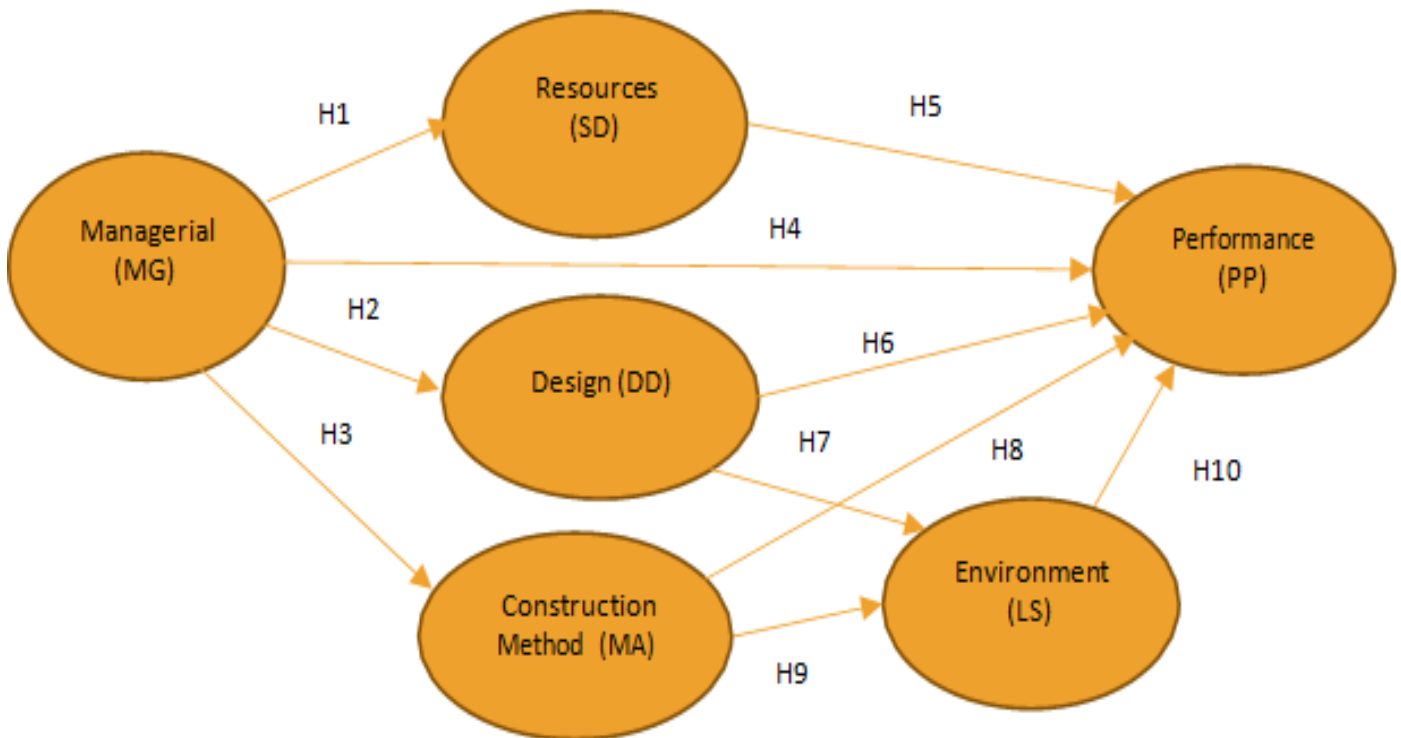 Resources
(SD)
H1
H5
Managerial
(MG)
H4
Performance
(PP)
H2
H6
Design (DD)
H3
H7
H8
H10
Environment
(LS)
Construction
Method (MA)
H9